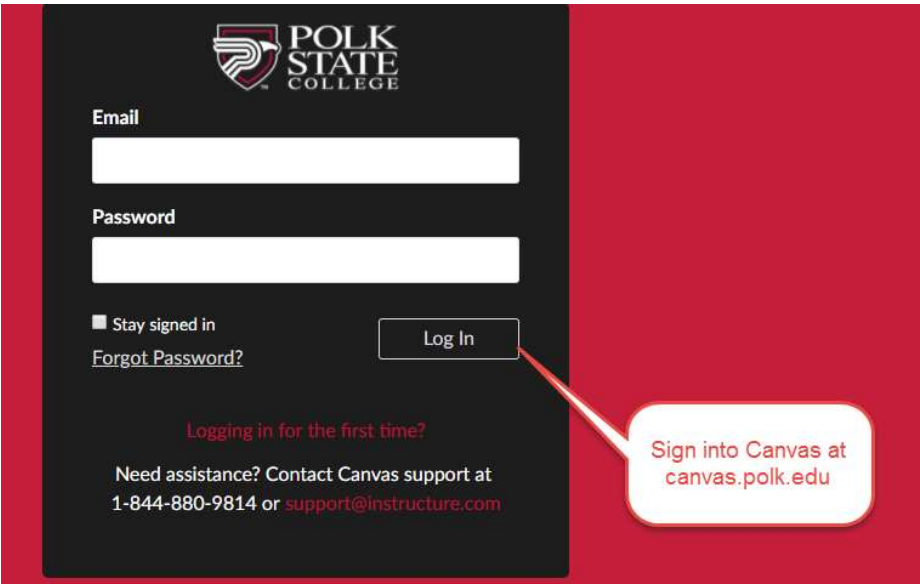 POLK
STATE
COLLEGE
Email
Password
Stay signed in
Log In
Forgot Password?
Logging in for the first time?
Need assistance? Contact Canvas support at
1-844-880-9814 or support@instructure.com
Sign into Canvas at
canvas.polk.edu